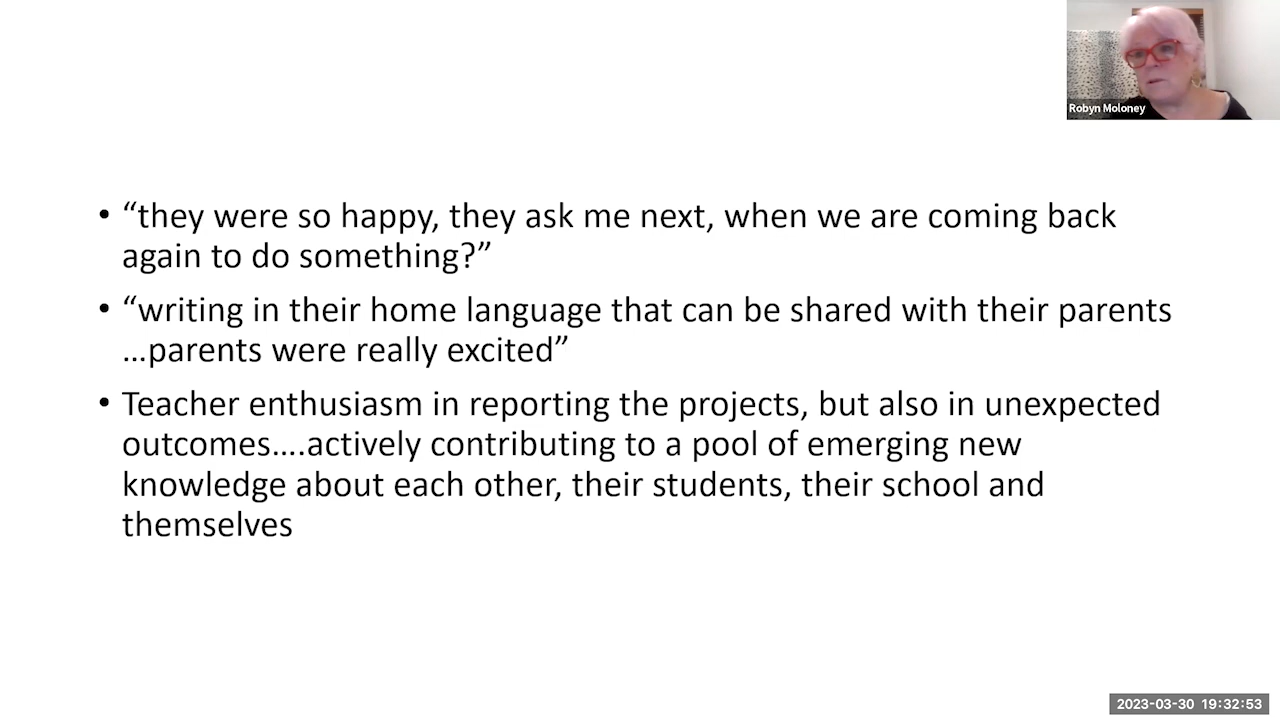 Robyn Moloney
• “they were so happy, they ask me next, when we are coming back
again to do something?”
• “writing in their home language that can be shared with their parents
…parents were really excited”
• Teacher enthusiasm in reporting the projects, but also in unexpected
outcomes….actively contributing to a pool of emerging new
knowledge about each other, their students, their school and
themselves
2023-03-30 19:32:53